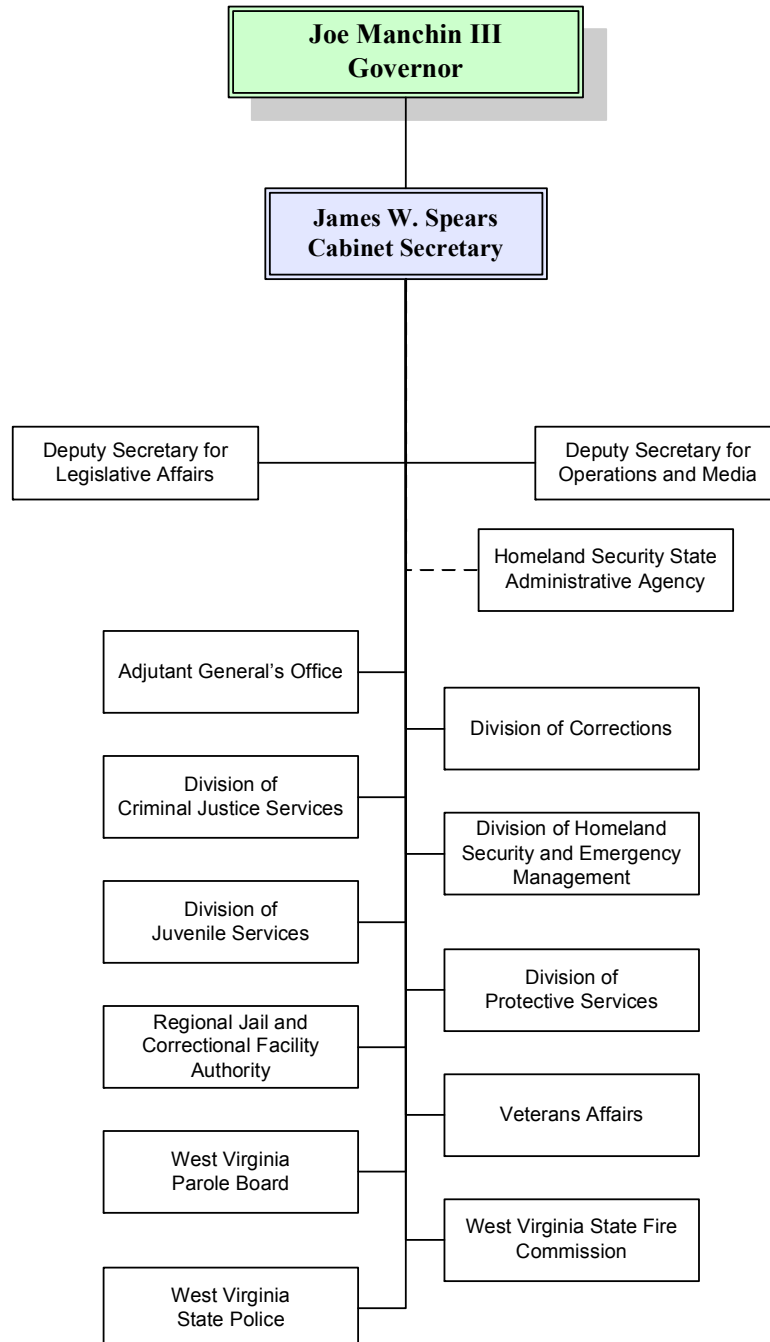 Joe Manchin III
Governor
James W. Spears
Cabinet Secretary
Deputy Secretary for
Legislative Affairs
Deputy Secretary for
Operations and Media
Homeland Security State
Administrative Agency
Adjutant General’s Office
Division of Corrections
Division of
Criminal Justice Services
Division of Homeland
Security and Emergency
Management
Division of
Juvenile Services
Division of
Protective Services
Regional Jail and
Correctional Facility
Authority
Veterans Affairs
West Virginia
Parole Board
West Virginia State Fire
Commission
West Virginia
State Police